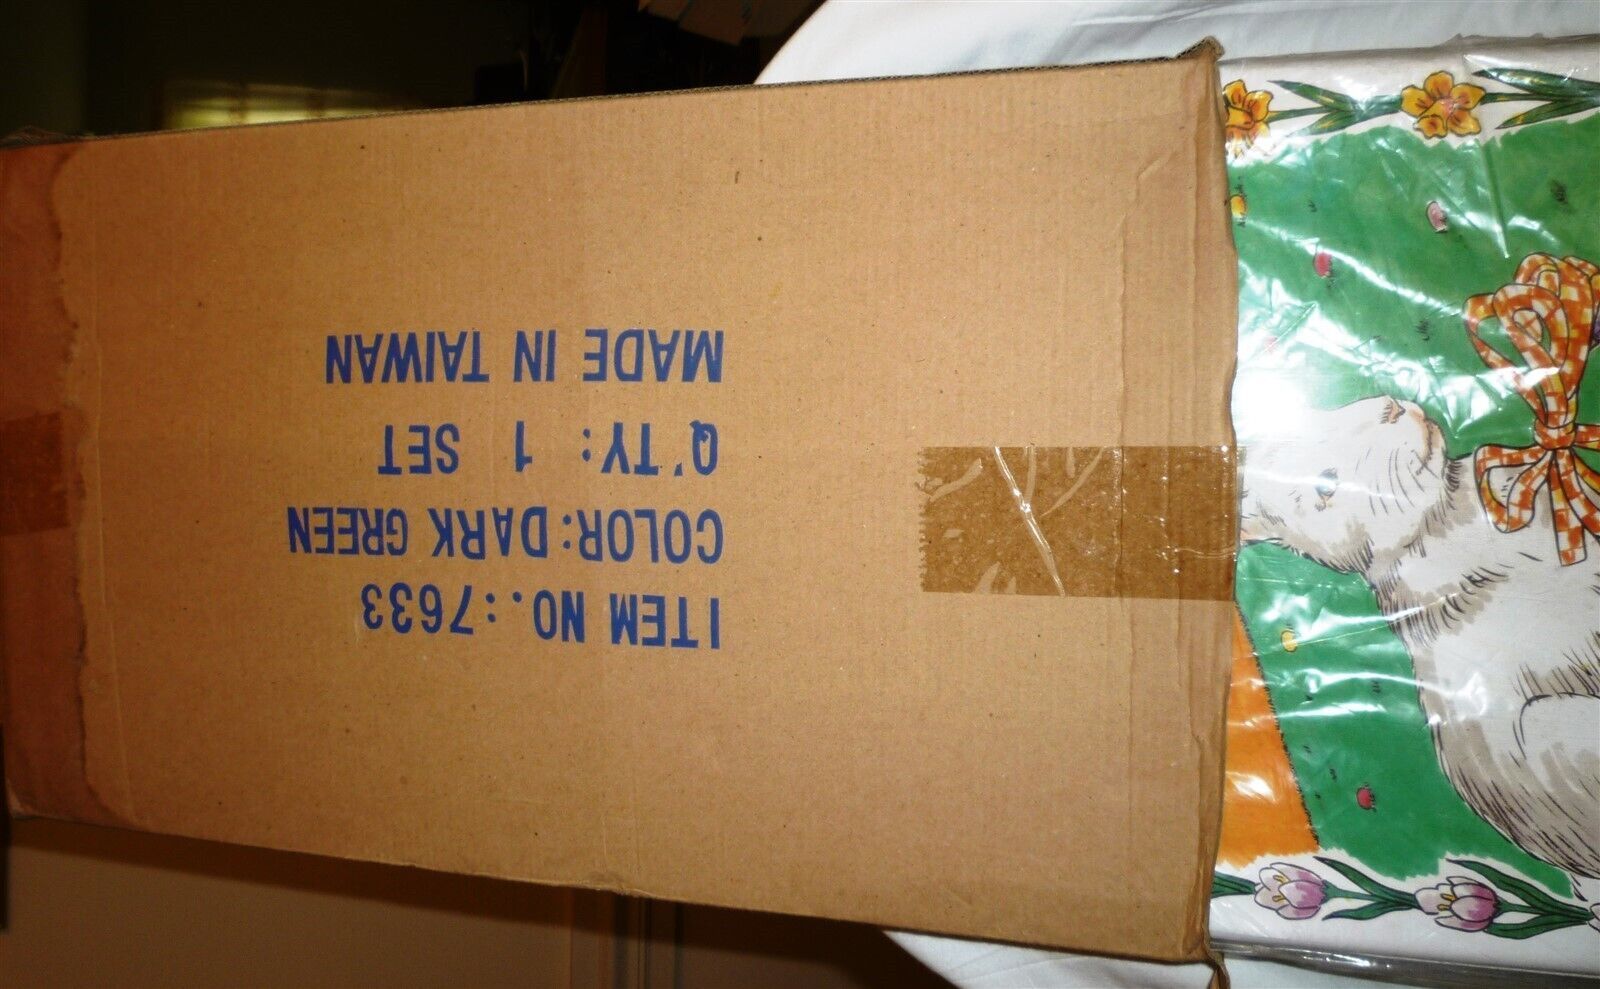 ITEM NO.:7633
COLOR:DARK GREEN
Q'TY: 1 SET
MADE IN TAIWAN